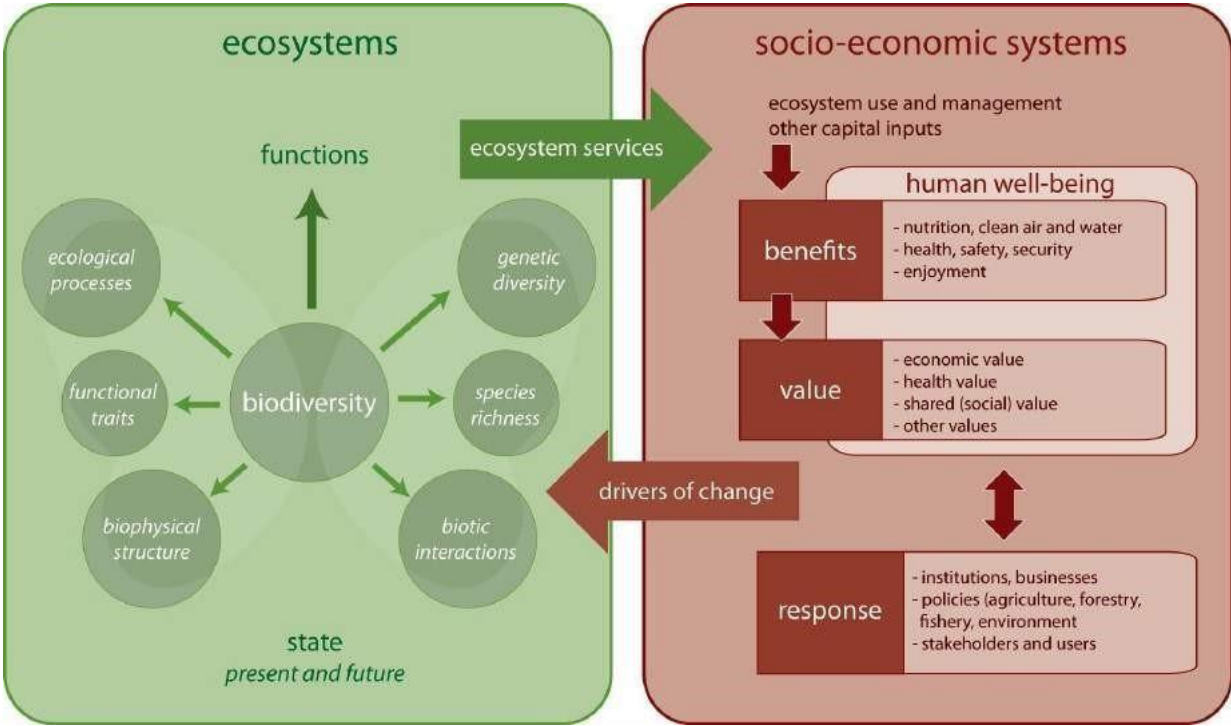 ecosystems
functions
ecological
processes
genetic
diversity
functional
traits
biodiversity
species
richness
biophysical
structure
biotic
interactions
state
present and future
ecosystem services
drivers of change
socio-economic systems
ecosystem use and management
other capital inputs
human well-being
benefits
- nutrition, clean air and water
- health, safety, security
- enjoyment
value
- economic value
- health value
- shared (social) value
- other values
response
- institutions, businesses
- policies (agriculture, forestry,
fishery, environment
- stakeholders and users